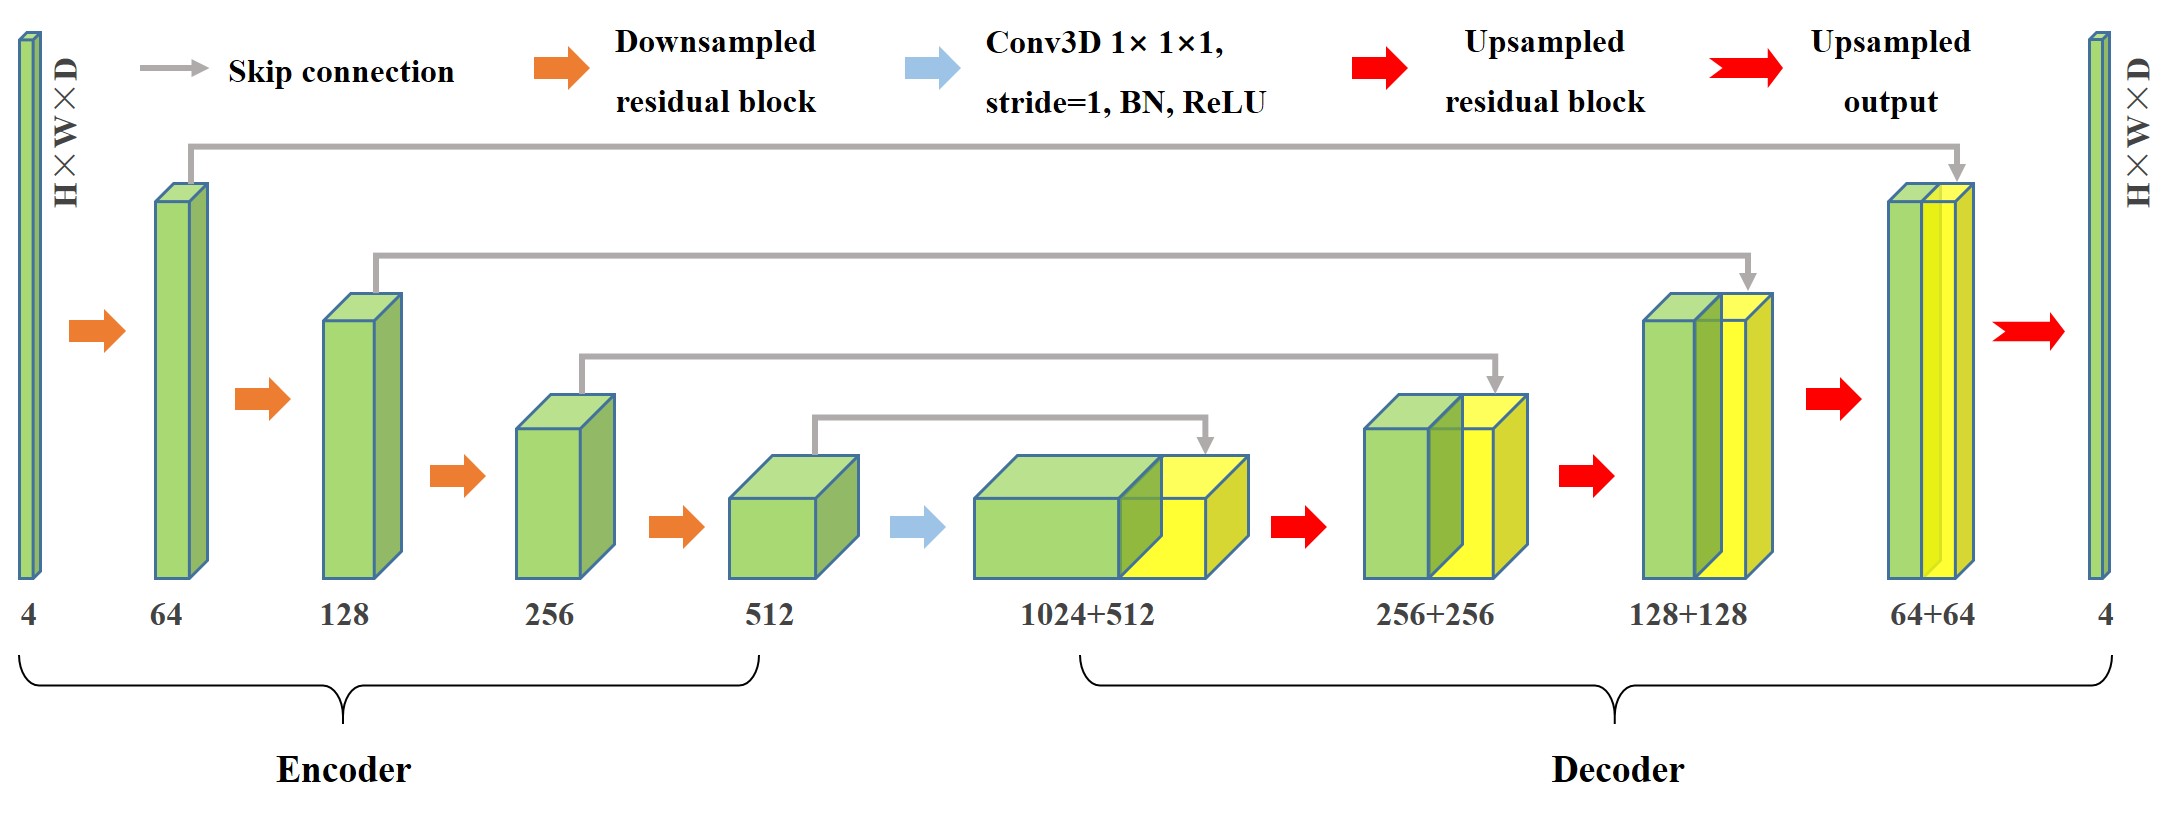 Skip connection
Downsampled
residual block
Conv3D 1× 1×1,
stride=1, BN, ReLU
Upsampled
residual block
Upsampled
output
H×W×D
H×W×D
4
64
128
256
512
1024+512
256+256
128+128
64+64
4
Encoder
Decoder